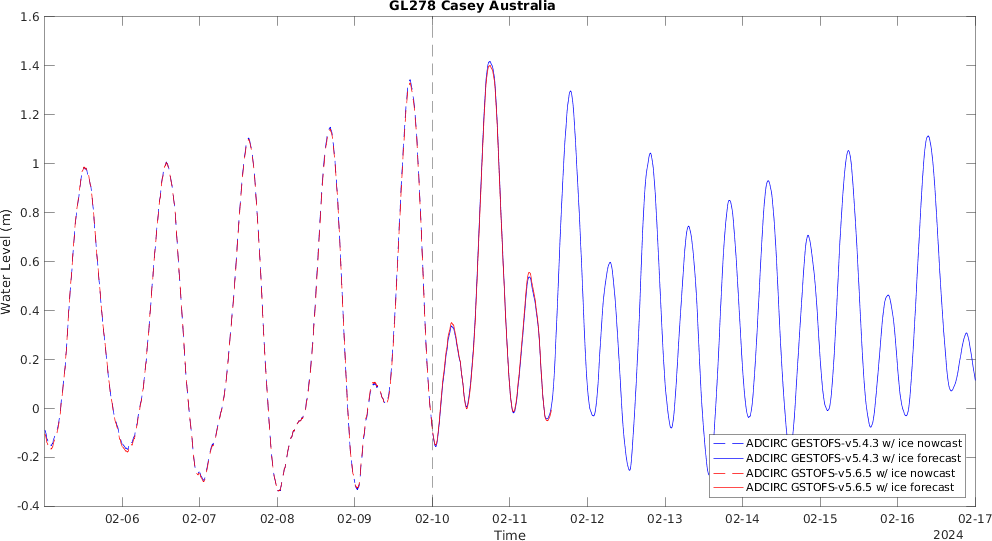 GL278 Casey Australia
1.6
1.4
1.2
1
0.8
0.6
0.4
0.2
0
-0.2
-0.4
Water Level (m)
ADCIRC GESTOFS-v5.4.3 w/ ice nowcast
ADCIRC GESTOFS-v5.4.3 w/ ice forecast
ADCIRC GSTOFS-v5.6.5 w/ ice nowcast
ADCIRC GSTOFS-v5.6.5 w/ ice forecast
02-06 02-07 02-08 02-09 02-10 02-11 02-12 02-13 02-14 02-15 02-16 02-17
Time
2024